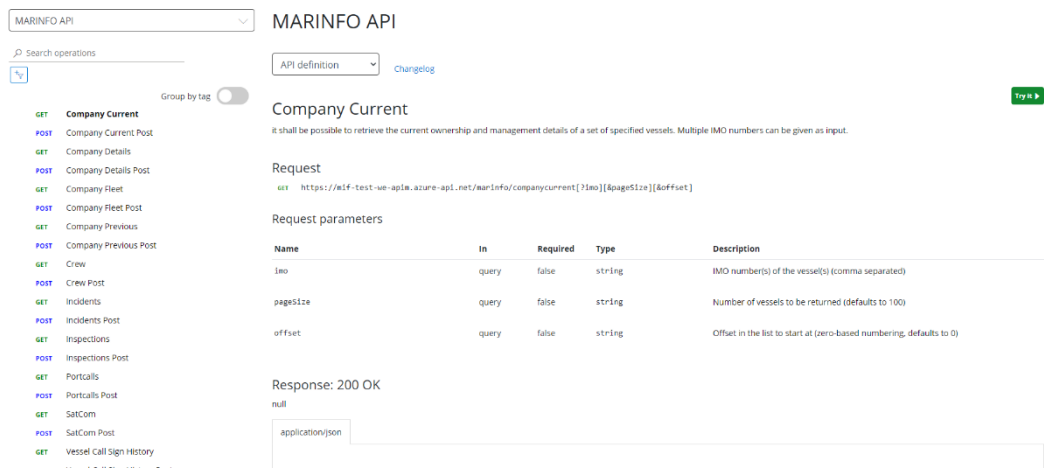 MARINFO API
Search operations
Group by tag
GET Company Current
POST Company Current Post
GET Company Details
POST Company Details Post
GET Company Fleet
POST Company Fleet Post
GET Company Previous
POST Company Previous Post
GET Crew
POST Crew Post
GET Incidents
POST Incidents Post
GET Inspections
POST Inspections Post
GET Portcalls
POST Portcalls Post
GET SatCom
POST SatCom Post
GET Vessel Call Sign History
MARINFO API
API definition
Changelog
Company Current
Try it
it shall be possible to retrieve the current ownership and management details of a set of specified vessels. Multiple IMO numbers can be given as input.
Request
GET https://mif-test-we-apim.azure-api.net/marinfo/companycurrent[?imo][&pageSize][&offset]
Request parameters
Name In Required Type Description
imo query false string IMO number(s) of the vessel(s) (comma separated)
pageSize query false string Number of vessels to be returned (defaults to 100)
offset query false string Offset in the list to start at (zero-based numbering, defaults to 0)
Response: 200 OK
null
application/json